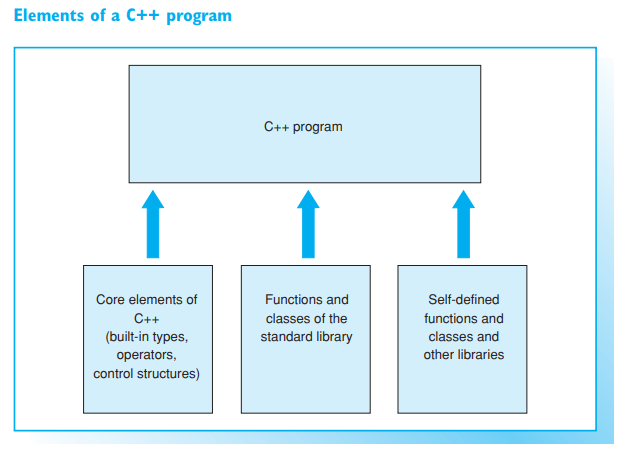 Elements of a C++ program
C++ program
Core elements of
C++
(built-in types,
operators,
control structures)
Functions and
classes of the
standard library
Self-defined
functions and
classes and
other libraries